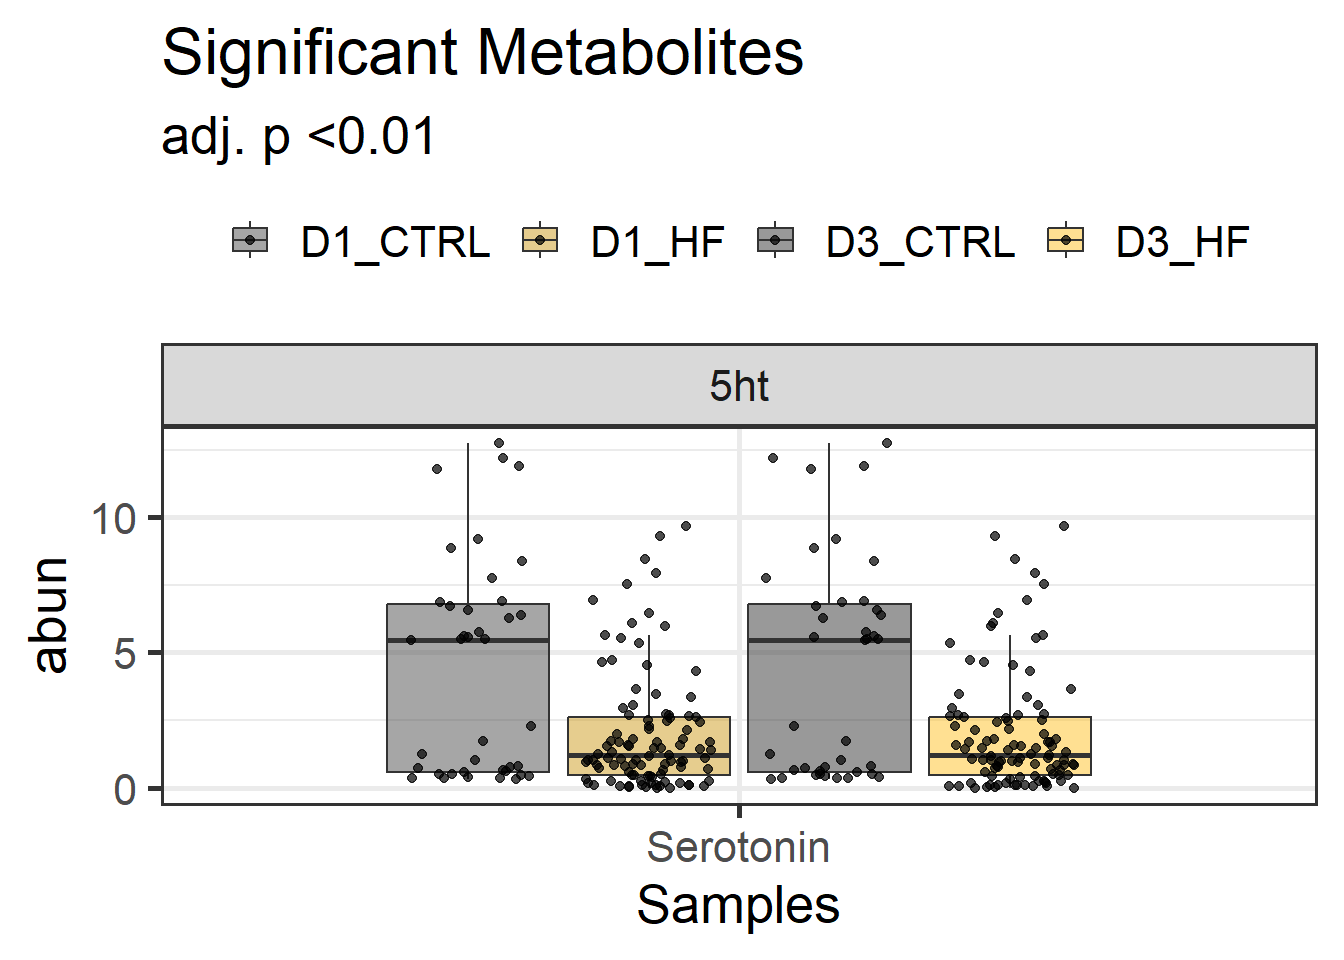 Significant Metabolites
adj. p <0.01
D1_CTRL D1_HF D3_CTRL D3_HF
5ht
10
5
0
abun
Serotonin
Samples